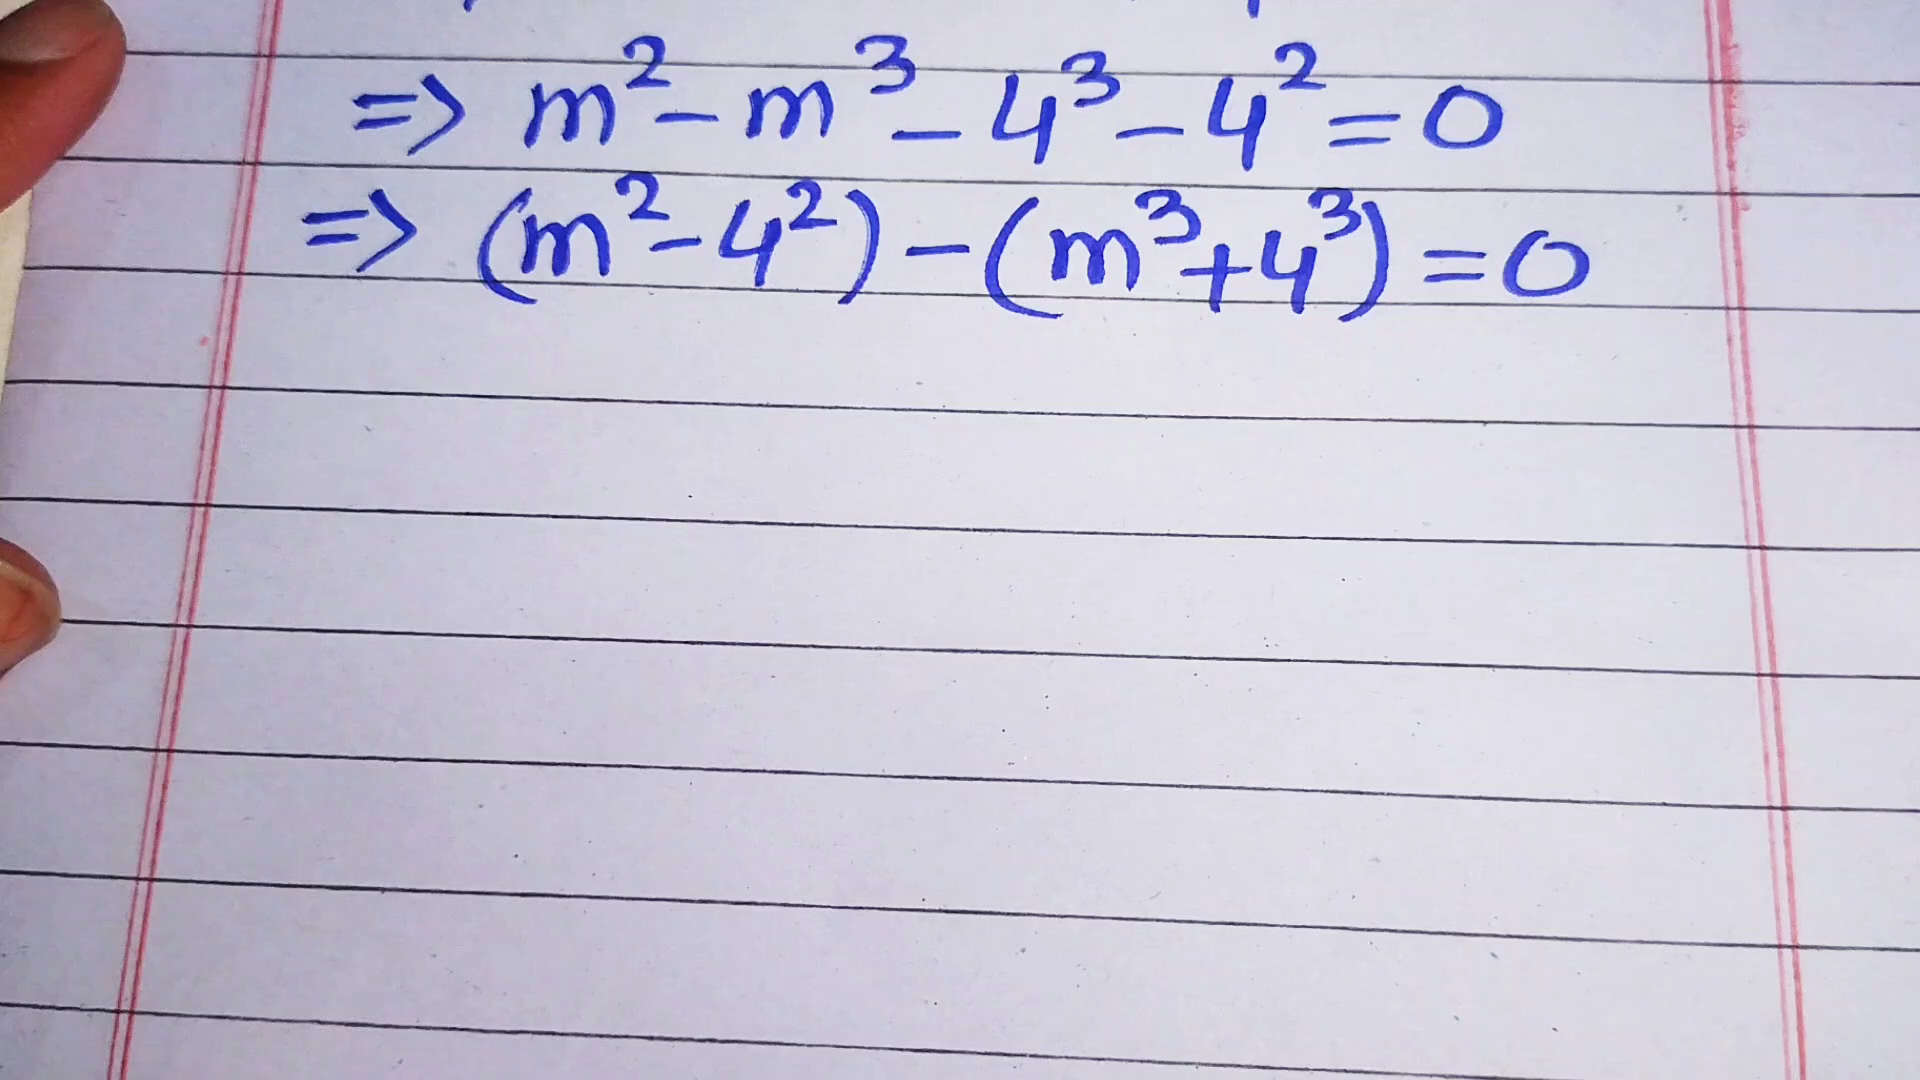 => m² - m³ - 4³ - 4² = 0
=> (m² - 4²) - (m³ + 4³) = 0